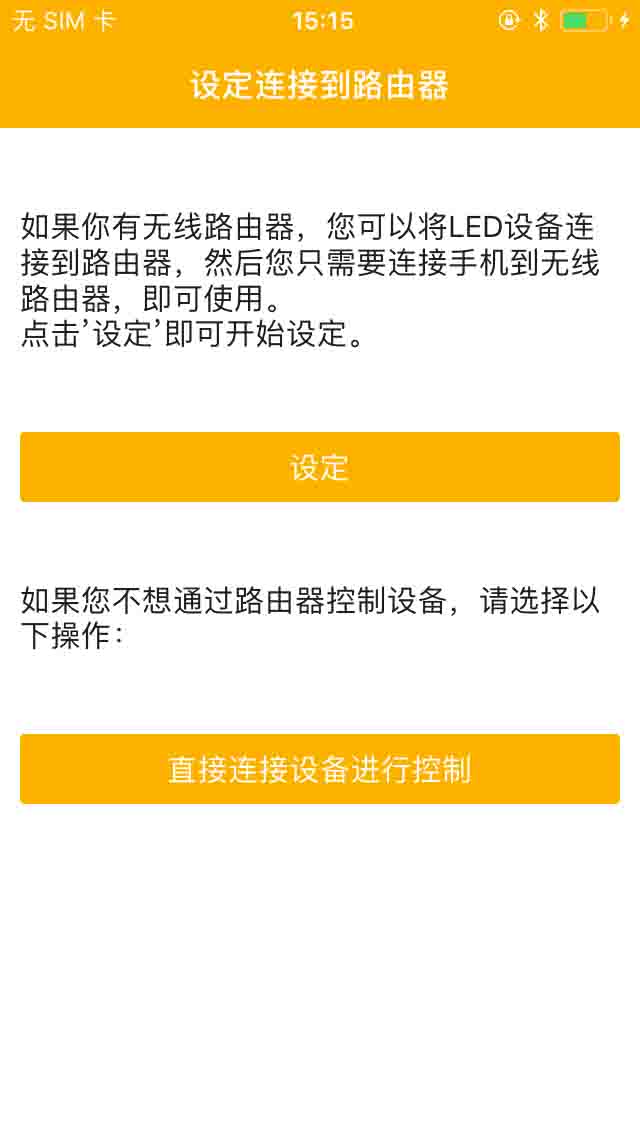 无 SIM 卡
15:15
设定连接到路由器
如果你有无线路由器，您可以将LED设备连
接到路由器，然后您只需要连接手机到无线
路由器，即可使用。
点击’设定’即可开始设定。
设定
如果您不想通过路由器控制设备，请选择以
下操作：
直接连接设备进行控制